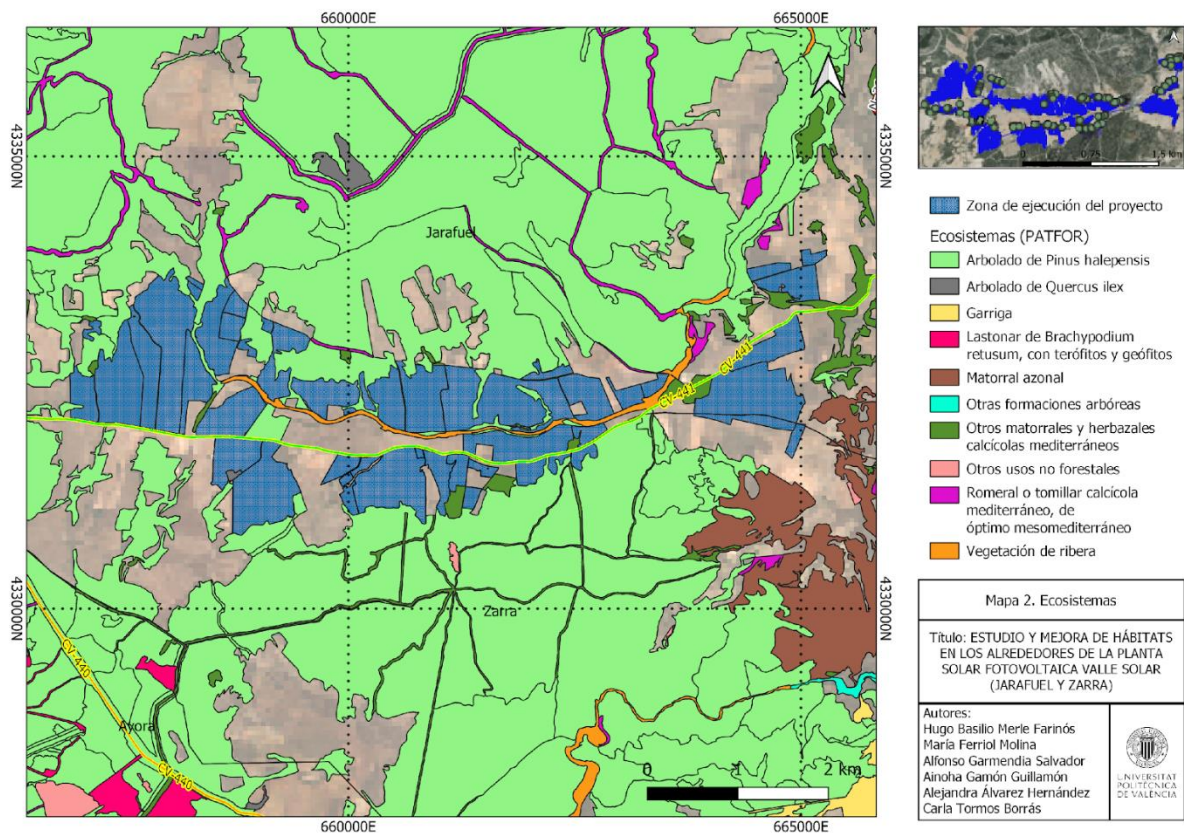 660000E
665000E
4335000N
4335000N
4330000N
4330000N
660000E
665000E
Jarafuel
Zarra
Ayora
CV-441
CV-441
CV-440
CV-440
0 1 2 km
0 0.75 1.5 km
Zona de ejecución del proyecto
Ecosistemas (PATFOR)
Arbolado de Pinus halepensis
Arbolado de Quercus ilex
Garriga
Lastonar de Brachypodium
retusum, con terófitos y geófitos
Matorral azonal
Otras formaciones arbóreas
Otros matorrales y herbazales
calcícolas mediterráneos
Otros usos no forestales
Romeral o tomillar calcícola
mediterráneo, de
óptimo mesomediterráneo
Vegetación de ribera
Mapa 2. Ecosistemas
Título: ESTUDIO Y MEJORA DE HÁBITATS
EN LOS ALREDEDORES DE LA PLANTA
SOLAR FOTOVOLTAICA VALLE SOLAR
(JARAFUEL Y ZARRA)
Autores:
Hugo Basilio Merle Farinós
María Ferriol Molina
Alfonso Garmendia Salvador
Ainoha Gamón Guillamón
Alejandra Álvarez Hernández
Carla Tormos Borrás
UNIVERSITAT
POLITÈCNICA
DE VALÈNCIA